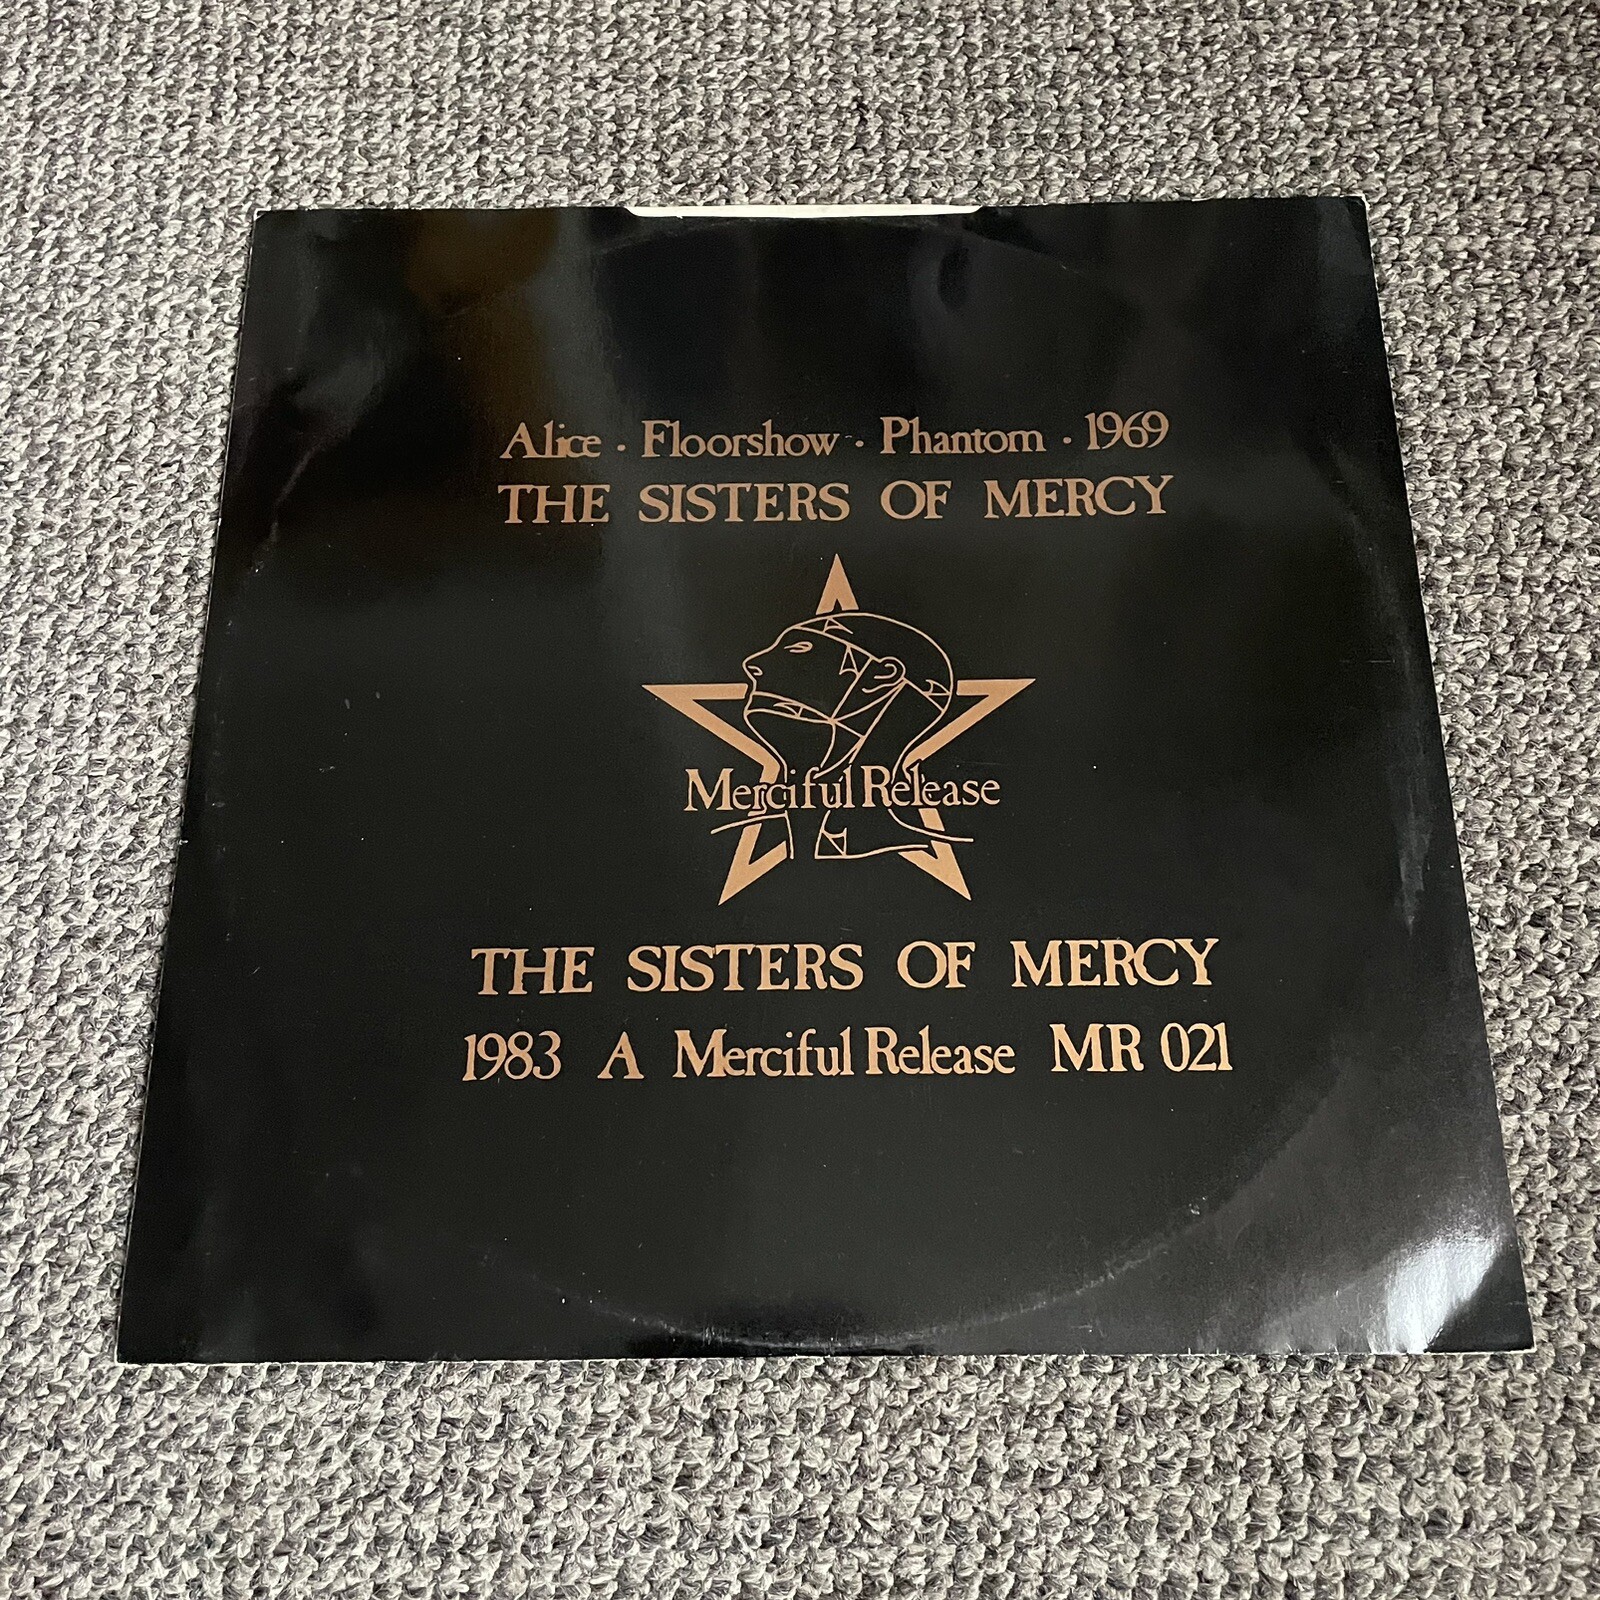 Alice · Floorshow · Phantom · 1969
THE SISTERS OF MERCY
Merciful Release
THE SISTERS OF MERCY
1983 A Merciful Release MR 021